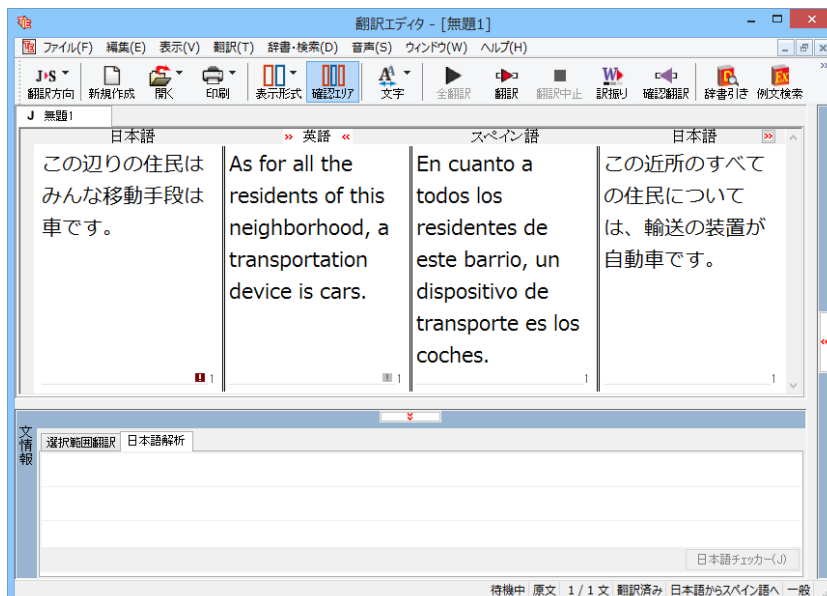 翻訳エディタ - [無題1]
ファイル(F) 編集(E) 表示(V) 翻訳(T) 辞書・検索(D) 音声(S) ウィンドウ(W) ヘルプ(H)
J▸S
翻訳方向 新規作成 開く 印刷 表示形式 確認エリア 文字 全翻訳 翻訳 翻訳中止 訳振り 確認翻訳 辞書引き 例文検索
J 無題1
日本語 » 英語 « スペイン語 日本語 »
この辺りの住民は
みんな移動手段は
車です。
1
As for all the
residents of this
neighborhood, a
transportation
device is cars.
1
En cuanto a
todos los
residentes de
este barrio, un
dispositivo de
transporte es los
coches.
1
この近所のすべて
の住民について
は、輸送の装置が
自動車です。
1
文情報
選択範囲翻訳 日本語解析
日本語チェッカー(J)
待機中 原文 1 / 1 文 翻訳済み 日本語からスペイン語へ 一般